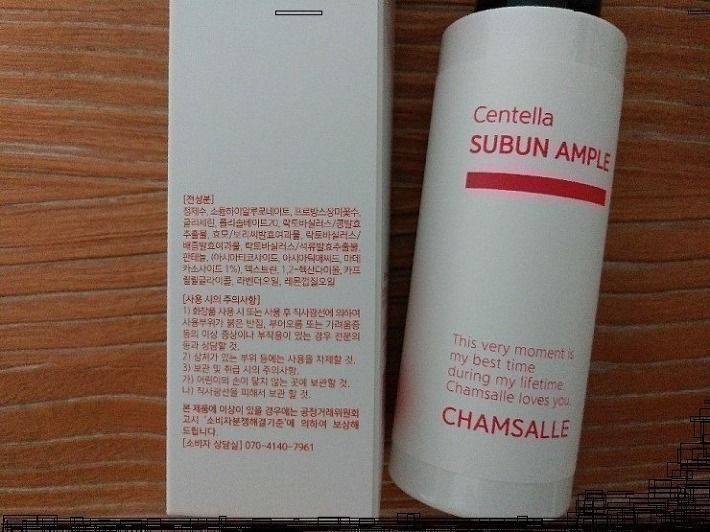 [전성분]
정제수, 소듐하이알루로네이트, 프로방스장미꽃수,
글리세린, 폴리솔베이트20, 락토바실러스/콩발효
추출물, 효모/보리씨발효여과물, 락토바실러스/
배즙발효여과물, 락토바실러스/석류발효추출물,
판테놀, (아시아티코사이드, 아시아틱애씨드, 마데
카소사이드 1%), 덱스트린, 1,2-헥산다이올, 카프
릴릴글라이콜, 라벤더오일, 레몬껍질오일
[사용 시의 주의사항]
1) 화장품 사용 시 또는 사용 후 직사광선에 의하여
사용부위가 붉은 반점, 부어오름 또는 가려움증
등의 이상 증상이나 부작용이 있는 경우 전문의
등과 상담할 것.
2) 상처가 있는 부위 등에는 사용을 자제할 것.
3) 보관 및 취급 시의 주의사항.
가) 어린이의 손이 닿지 않는 곳에 보관할 것.
나) 직사광선을 피해서 보관 할 것.
본 제품에 이상이 있을 경우에는 공정거래위원회
고시 '소비자분쟁해결기준'에 의하여 보상해
드립니다.
[소비자 상담실] 070-4140-7961
Centella
SUBUN AMPLE
This very moment is
my best time
during my lifetime.
Chamsalle loves you.
CHAMSALLE